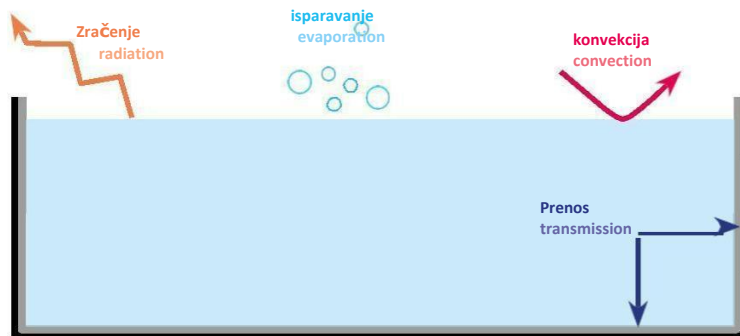 Zračenje
radiation
isparavanje
evaporation
konvekcija
convection
Prenos
transmission